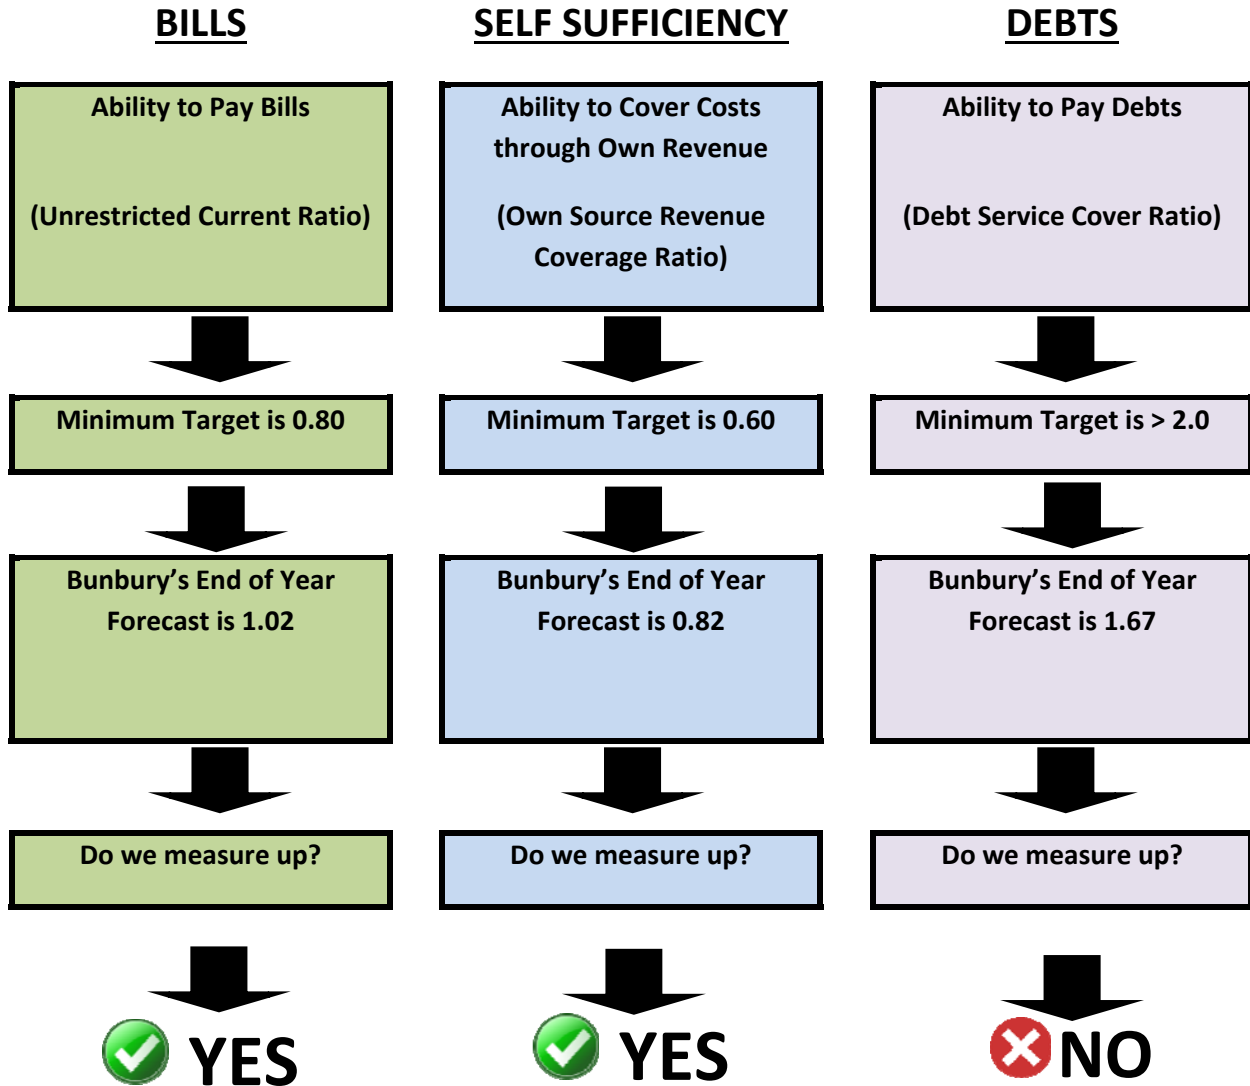 BILLS
Ability to Pay Bills
(Unrestricted Current Ratio)
Minimum Target is 0.80
Bunbury’s End of Year
Forecast is 1.02
Do we measure up?
YES
SELF SUFFICIENCY
Ability to Cover Costs
through Own Revenue
(Own Source Revenue
Coverage Ratio)
Minimum Target is 0.60
Bunbury’s End of Year
Forecast is 0.82
Do we measure up?
YES
DEBTS
Ability to Pay Debts
(Debt Service Cover Ratio)
Minimum Target is > 2.0
Bunbury’s End of Year
Forecast is 1.67
Do we measure up?
NO